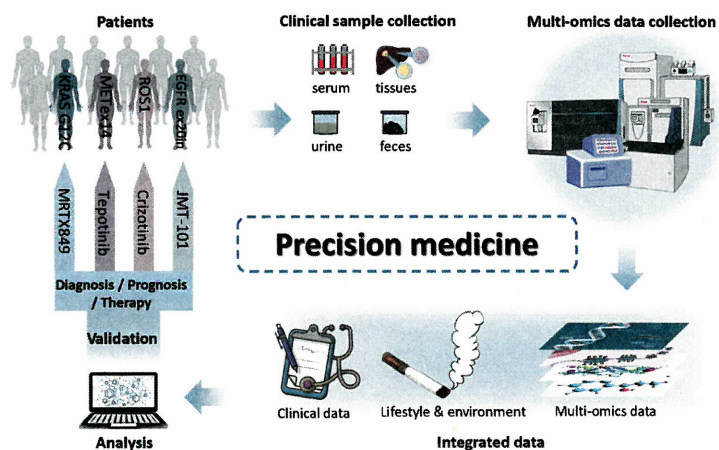 Patients
Clinical sample collection
Multi-omics data collection
KRAS G12C
METex14
ROS1
EGFR ex20in
serum
tissues
urine
feces
MRTX849
Tepotinib
Crizotinib
JMT-101
Precision medicine
Diagnosis / Prognosis
/ Therapy
Validation
Clinical data
Lifestyle & environment
Multi-omics data
Analysis
Integrated data